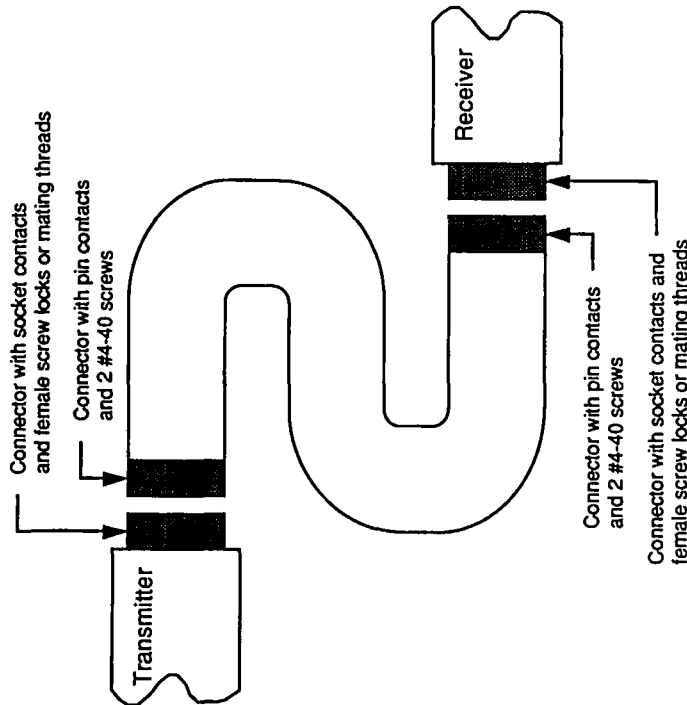 Connector with socket contacts
and female screw locks or mating threads
Connector with pin contacts
and 2 #4-40 screws
Transmitter
Receiver
Connector with pin contacts
and 2 #4-40 screws
Connector with socket contacts and
female screw locks or mating threads